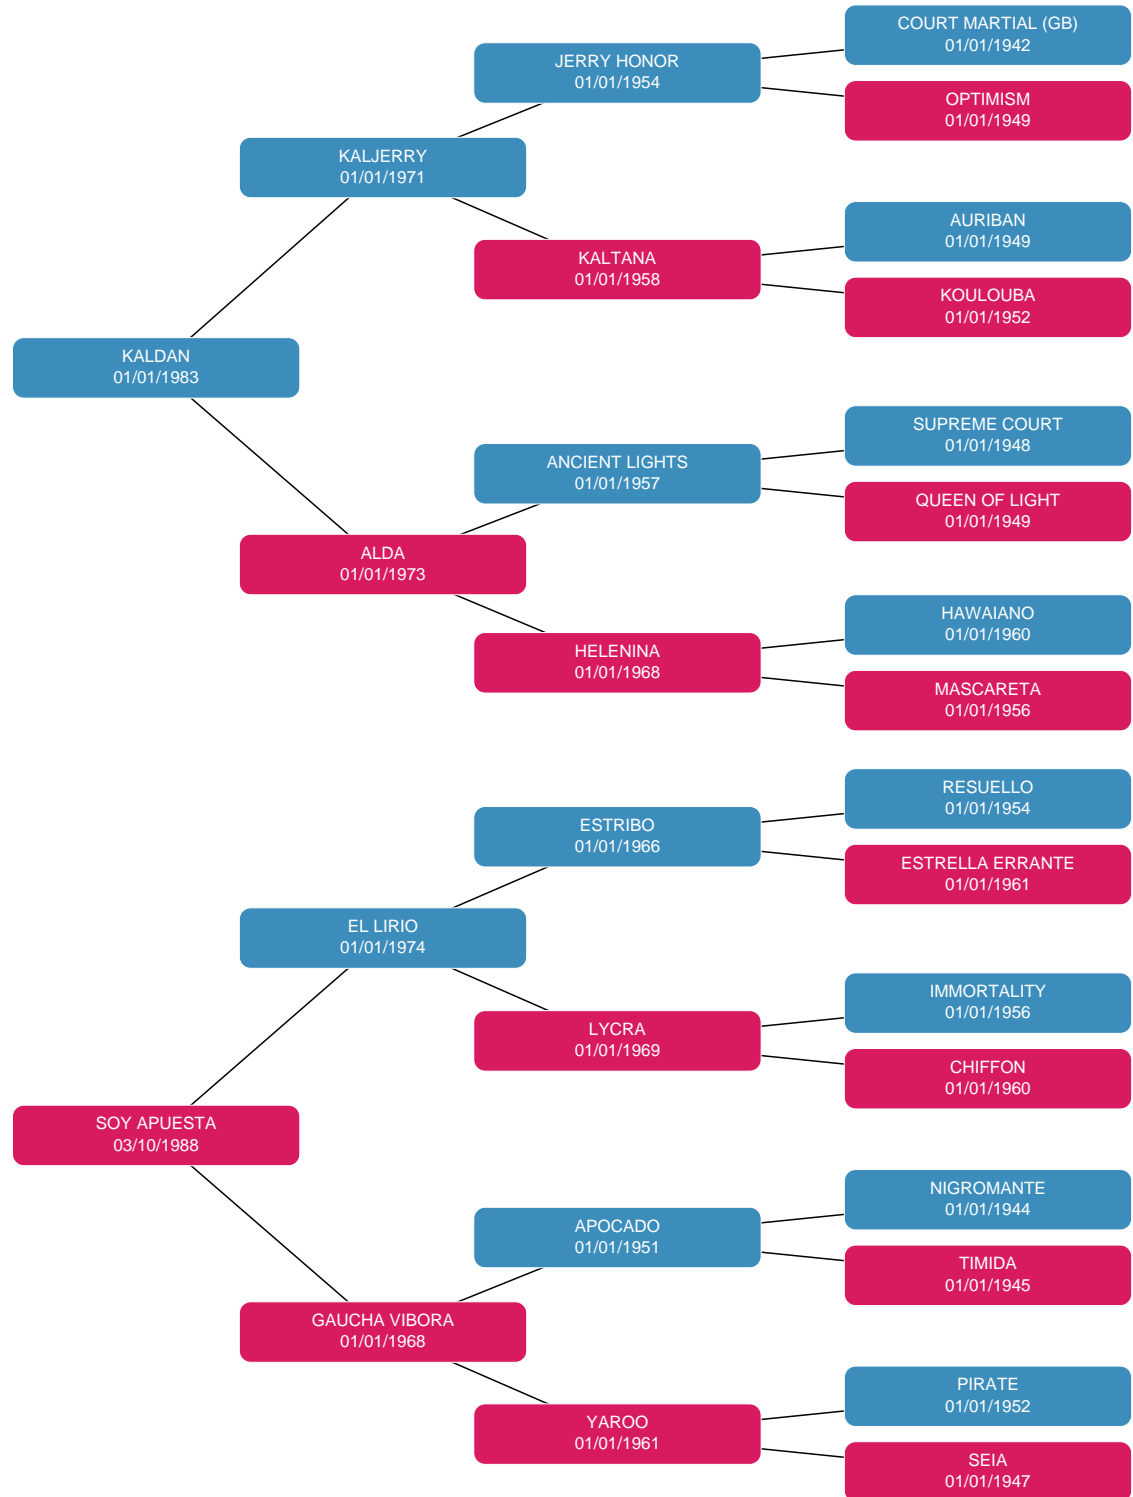 COURT MARTIAL (GB)
01/01/1942
JERRY HONOR
01/01/1954
OPTIMISM
01/01/1949
KALJERRY
01/01/1971
AURIBAN
01/01/1949
KALTANA
01/01/1958
KOULOUBA
01/01/1952
KALDAN
01/01/1983
SUPREME COURT
01/01/1948
ANCIENT LIGHTS
01/01/1957
QUEEN OF LIGHT
01/01/1949
ALDA
01/01/1973
HAWAIANO
01/01/1960
HELENINA
01/01/1968
MASCARETA
01/01/1956
RESUELLO
01/01/1954
ESTRIBO
01/01/1966
ESTRELLA ERRANTE
01/01/1961
EL LIRIO
01/01/1974
IMMORTALITY
01/01/1956
LYCRA
01/01/1969
CHIFFON
01/01/1960
SOY APUESTA
03/10/1988
NIGROMANTE
01/01/1944
APOCADO
01/01/1951
TIMIDA
01/01/1945
GAUCHA VIBORA
01/01/1968
PIRATE
01/01/1952
YAROO
01/01/1961
SEIA
01/01/1947